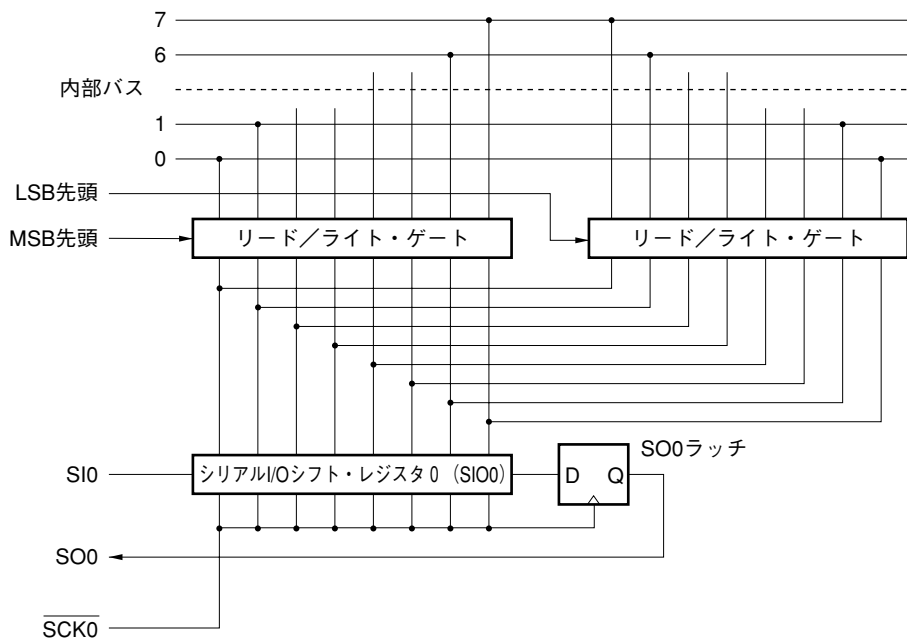 7
6
内部バス
1
0
LSB先頭
MSB先頭
リード／ライト・ゲート
リード／ライト・ゲート
SO0ラッチ
SI0
シリアルI/Oシフト・レジスタ0（SIO0）
D Q
SO0
SCK0